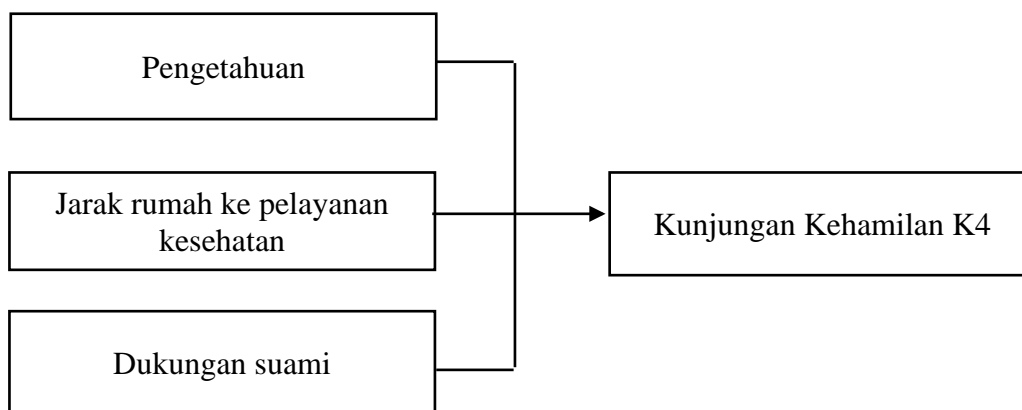 Pengetahuan
Jarak rumah ke pelayanan
kesehatan
Dukungan suami
Kunjungan Kehamilan K4